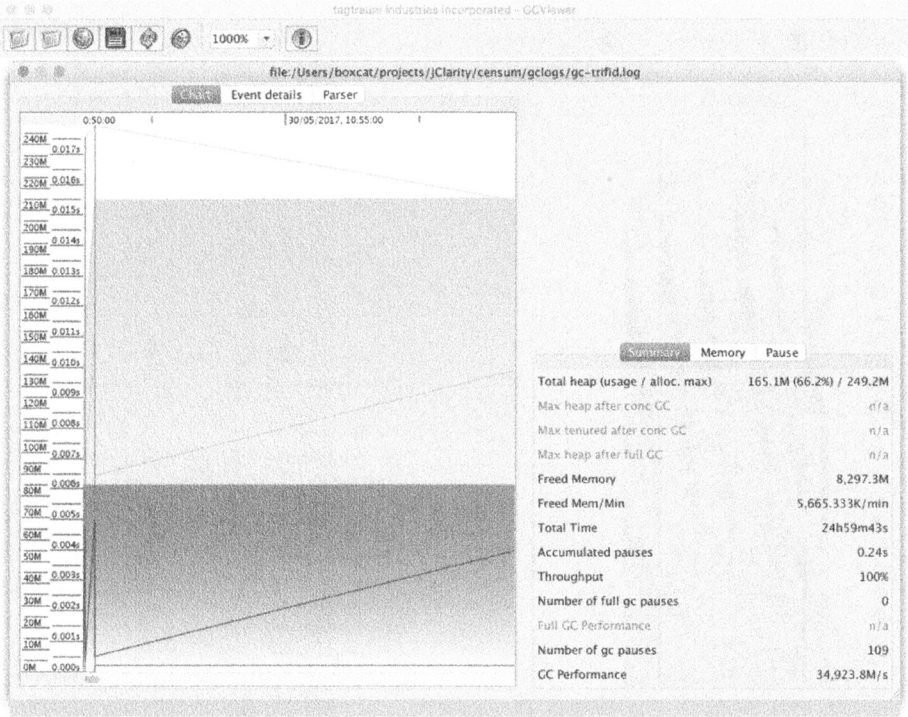 tagtraum industries incorporated – GCViewer
1000%
file:/Users/boxcat/projects/jClarity/censum/gclogs/gc-trifid.log
Chart Event details Parser
0:50:00 30/05/2017, 10:55:00
240M
0.017s
230M
220M 0.016s
210M 0.015s
200M
0.014s
190M
180M 0.013s
170M
0.012s
160M
150M 0.011s
140M 0.010s
130M
0.009s
120M
110M 0.008s
100M 0.007s
90M
0.006s
80M
70M 0.005s
60M
0.004s
50M
40M 0.003s
30M 0.002s
20M
0.001s
10M
0M 0.000s
Summary Memory Pause
Total heap (usage / alloc. max) 165.1M (66.2%) / 249.2M
Max heap after conc GC n/a
Max tenured after conc GC n/a
Max heap after full GC n/a
Freed Memory 8,297.3M
Freed Mem/Min 5,665.333K/min
Total Time 24h59m43s
Accumulated pauses 0.24s
Throughput 100%
Number of full gc pauses 0
Full GC Performance n/a
Number of gc pauses 109
GC Performance 34,923.8M/s